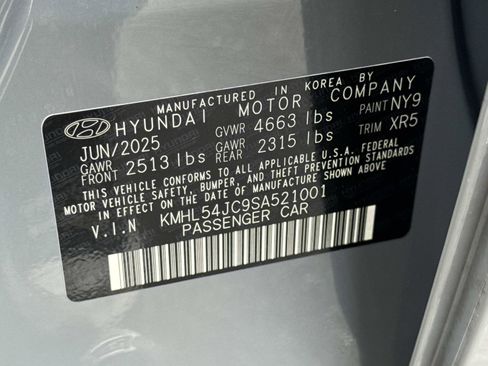 MANUFACTURED IN KOREA BY
HYUNDAI MOTOR COMPANY
JUN/2025 GVWR 4663 lbs PAINT NY9
GAWR FRONT 2513 lbs GAWR REAR 2315 lbs TRIM XR5
THIS VEHICLE CONFORMS TO ALL APPLICABLE U.S.A. FEDERAL
MOTOR VEHICLE SAFETY, BUMPER, AND THEFT PREVENTION
STANDARDS IN EFFECT ON THE DATE OF MANUFACTURE SHOWN ABOVE.
V.I.N KMHL54JC9SA521001
PASSENGER CAR